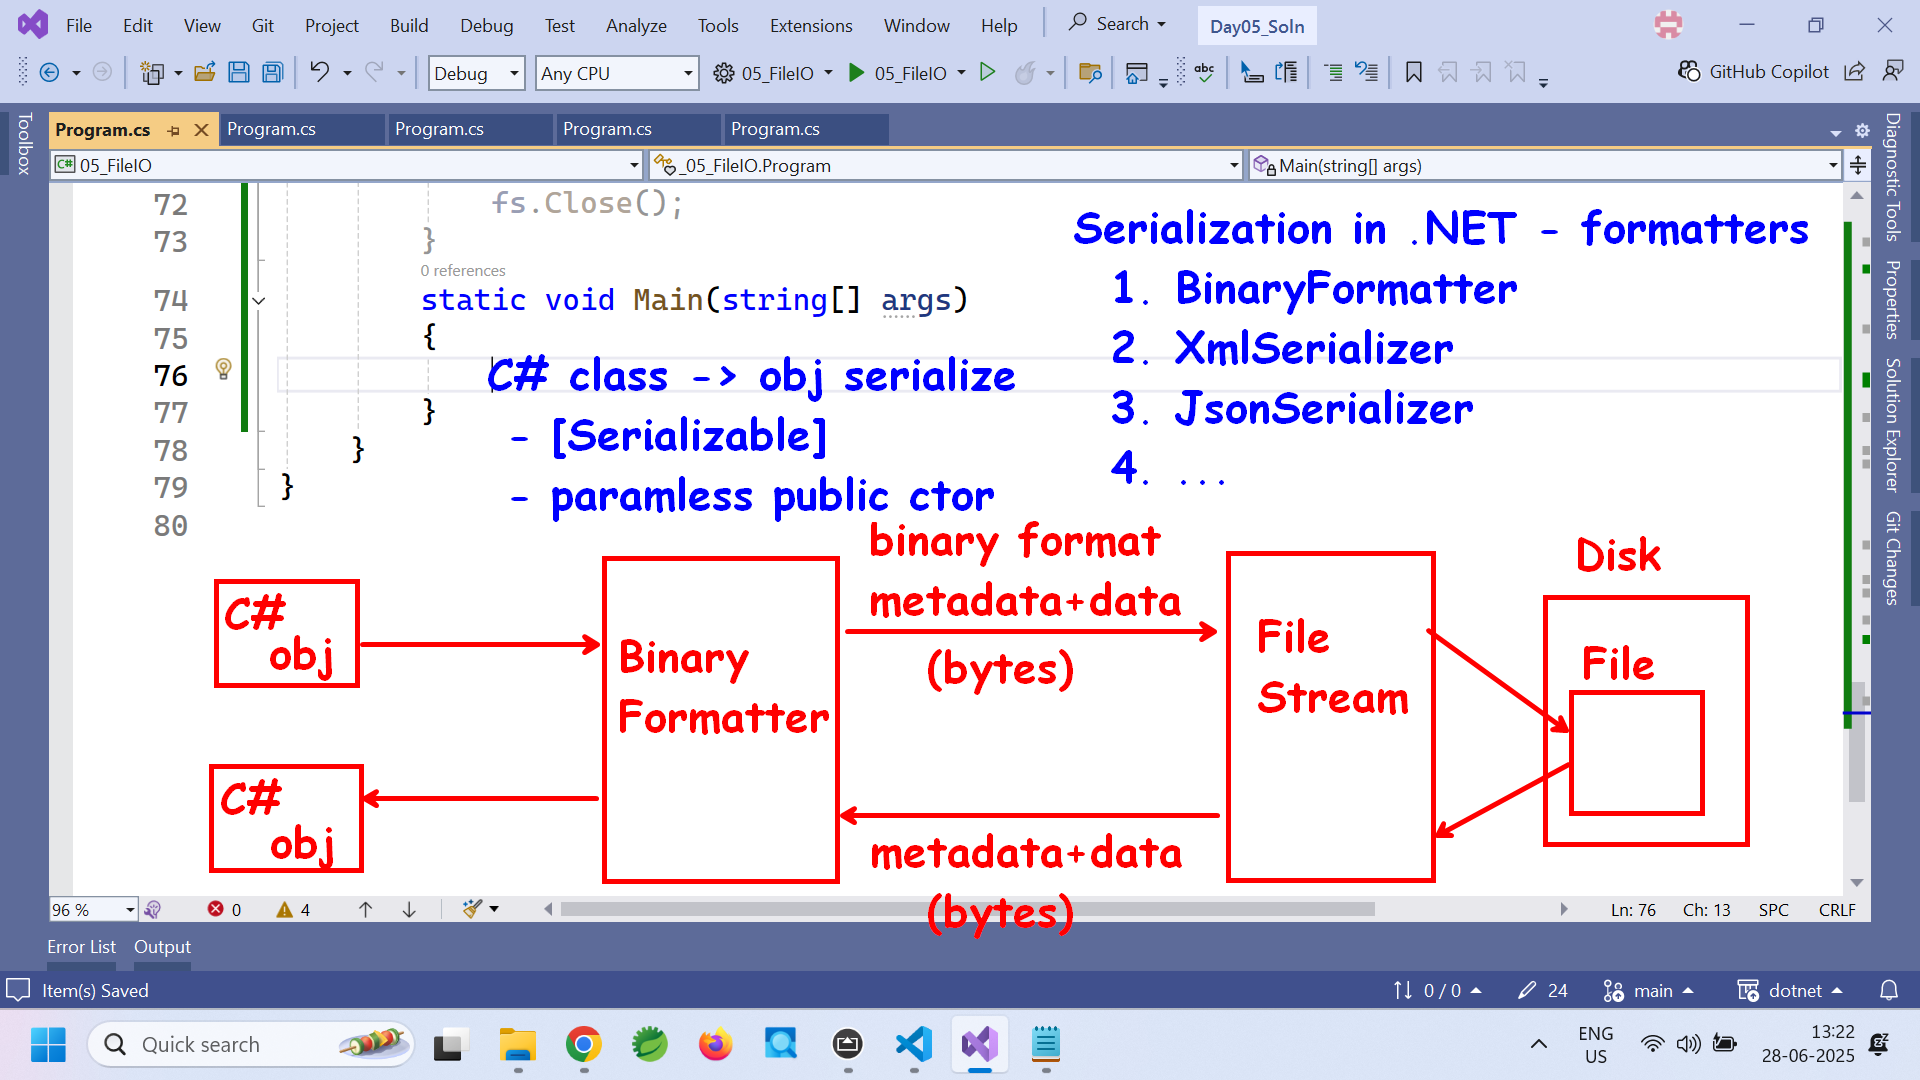 File Edit View Git Project Build Debug Test Analyze Tools Extensions Window Help Search Day05_Soln
Debug Any CPU 05_FileIO 05_FileIO GitHub Copilot
Toolbox
Program.cs Program.cs Program.cs Program.cs Program.cs
05_FileIO _05_FileIO.Program Main(string[] args)
72 fs.Close();
73 }
0 references
74 static void Main(string[] args)
75 {
76
77 }
78 }
79 }
80
Serialization in .NET - formatters
1. BinaryFormatter
2. XmlSerializer
3. JsonSerializer
4. ...
C# class -> obj serialize
- [Serializable]
- paramless public ctor
C#
obj
Binary
Formatter
binary format
metadata+data
(bytes)
File
Stream
Disk
File
C#
obj
metadata+data
(bytes)
Diagnostic Tools
Properties
Solution Explorer
Git Changes
96 % 0 4 Ln: 76 Ch: 13 SPC CRLF
Error List Output
Item(s) Saved 0 / 0 24 main dotnet
Quick search
ENG
US
13:22
28-06-2025